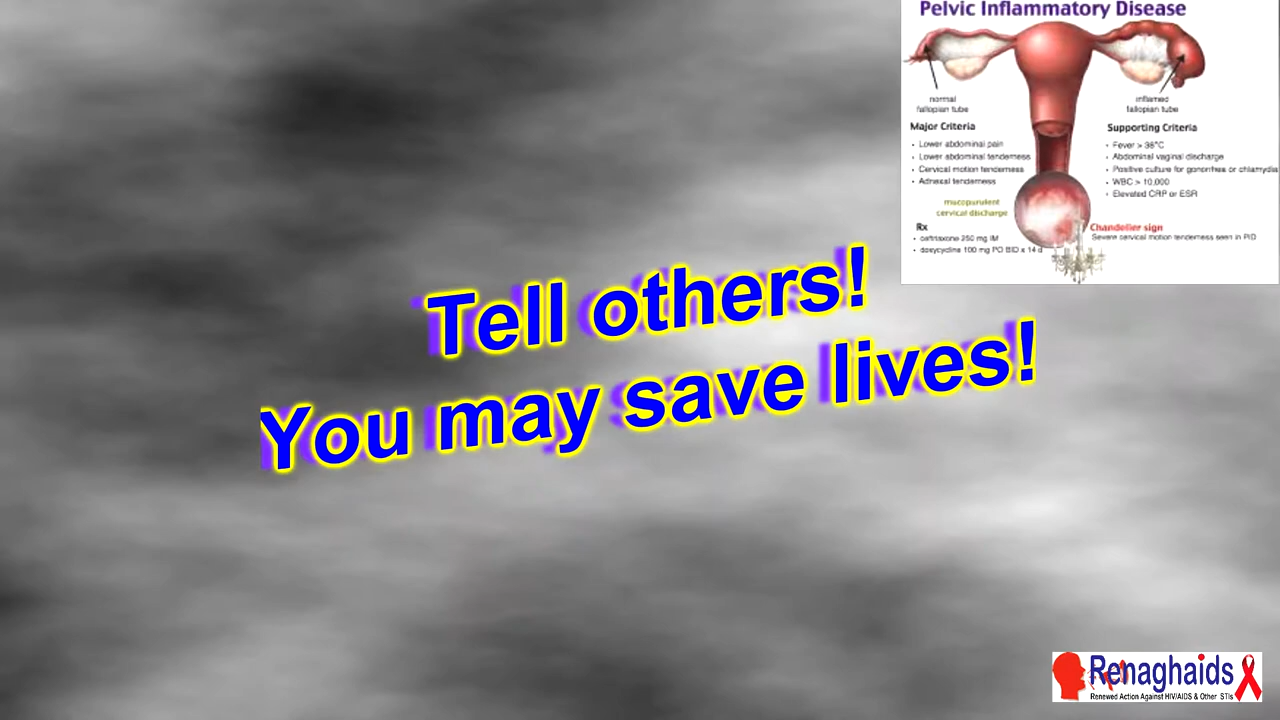 Pelvic Inflammatory Disease
normal
fallopian tube
inflamed
fallopian tube
Major Criteria
• Lower abdominal pain
• Lower abdominal tenderness
• Cervical motion tenderness
• Adnexal tenderness
Supporting Criteria
• Fever > 38°C
• Abdominal vaginal discharge
• Positive culture for gonorrhea or chlamydia
• WBC > 10,000
• Elevated CRP or ESR
mucopurulent
cervical discharge
Rx
• ceftriaxone 250 mg IM
• doxycycline 100 mg PO BID x 14 d
Chandelier sign
Severe cervical motion tenderness seen in PID
Tell others!
You may save lives!
Renaghaids
Renewed Action Against HIV/AIDS & Other STIs